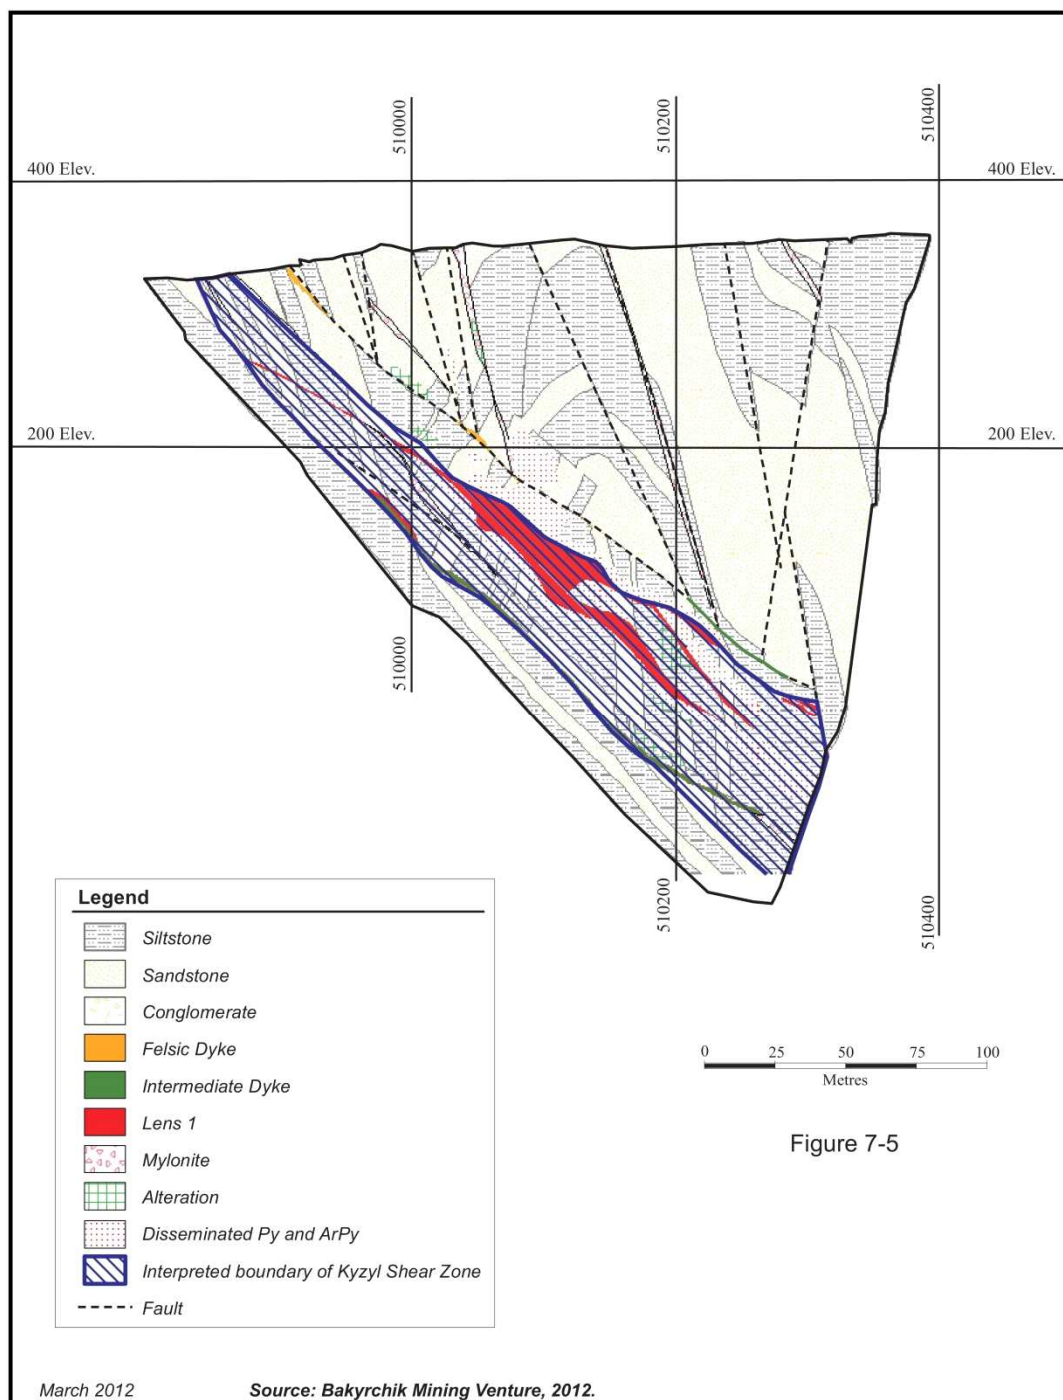 510000
510200
510400
400 Elev.
400 Elev.
200 Elev.
200 Elev.
510000
510200
510400
Legend
Siltstone
Sandstone
Conglomerate
Felsic Dyke
Intermediate Dyke
Lens 1
Mylonite
Alteration
Disseminated Py and ArPy
Interpreted boundary of Kyzyl Shear Zone
Fault
0 25 50 75 100
Metres
Figure 7-5
March 2012 Source: Bakyrchik Mining Venture, 2012.